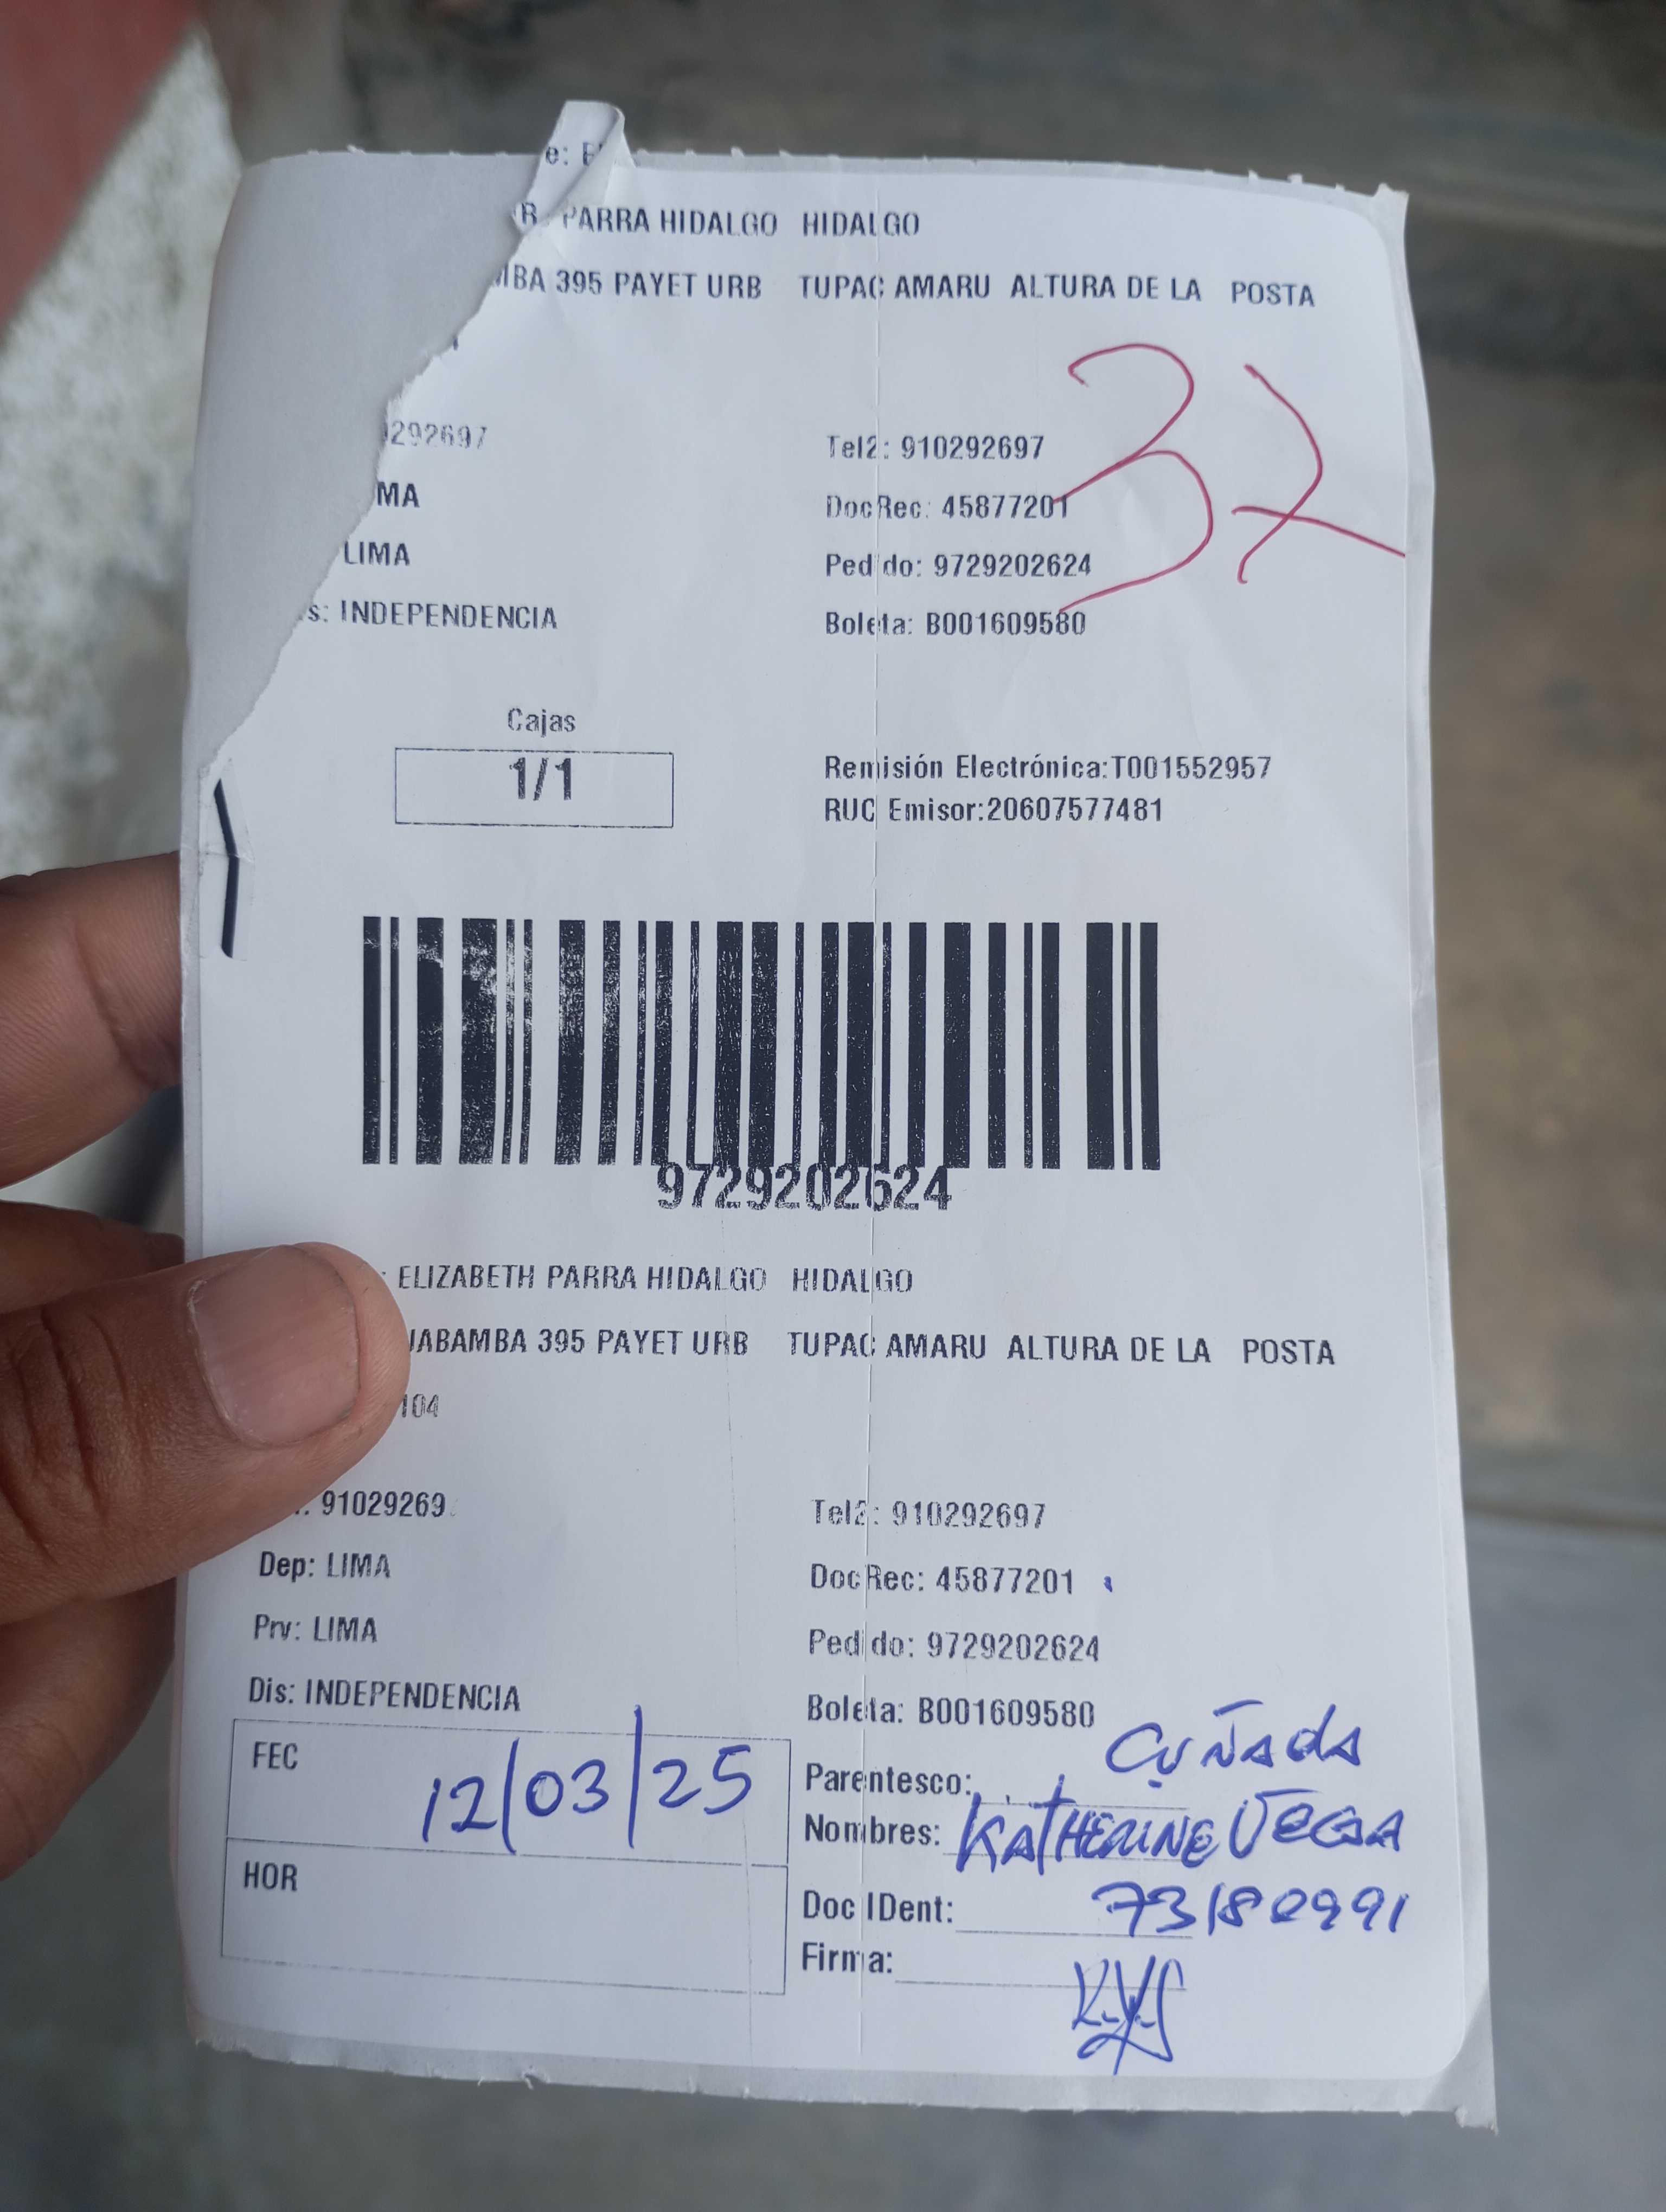 e: E
R. PARRA HIDALGO HIDALGO
MBA 395 PAYET URB TUPAC AMARU ALTURA DE LA POSTA
37
292697 Tel2: 910292697
MA DocRec: 45877201
LIMA Pedido: 9729202624
s: INDEPENDENCIA Boleta: B001609580
Cajas
1/1
Remisión Electrónica:T001552957
RUC Emisor:20607577481
9729202624
: ELIZABETH PARRA HIDALGO HIDALGO
ABAMBA 395 PAYET URB TUPAC AMARU ALTURA DE LA POSTA
104
.: 91029269 Tel2: 910292697
Dep: LIMA DocRec: 45877201
Prv: LIMA Pedido: 9729202624
Dis: INDEPENDENCIA Boleta: B001609580
FEC 12/03/25 Parentesco: CUÑADA
Nombres: KATHERINE VEGA
HOR Doc IDent: 73180991
Firma: K.V.S